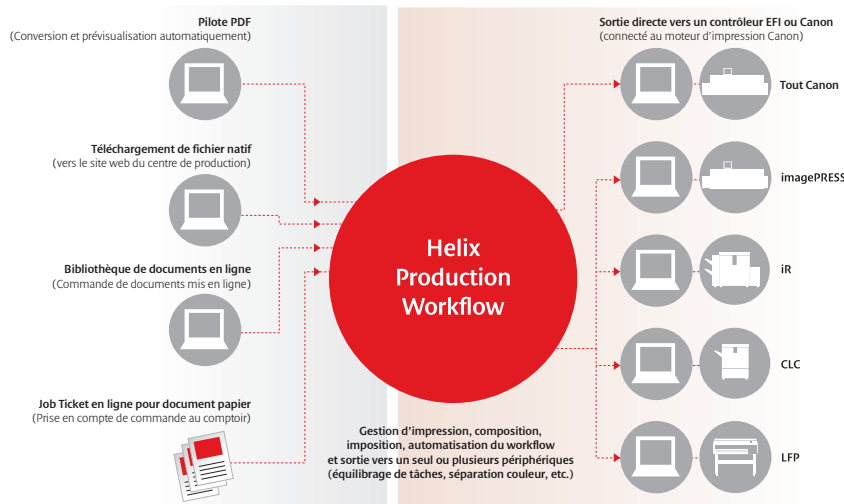 Pilote PDF
(Conversion et prévisualisation automatiquement)
Téléchargement de fichier natif
(vers le site web du centre de production)
Bibliothèque de documents en ligne
(Commande de documents mis en ligne)
Job Ticket en ligne pour document papier
(Prise en compte de commande au comptoir)
Helix
Production
Workflow
Gestion d'impression, composition,
imposition, automatisation du workflow
et sortie vers un seul ou plusieurs périphériques
(équilibrage de tâches, séparation couleur, etc.)
Sortie directe vers un contrôleur EFI ou Canon
(connecté au moteur d'impression Canon)
Tout Canon
imagePRESS
iR
CLC
LFP